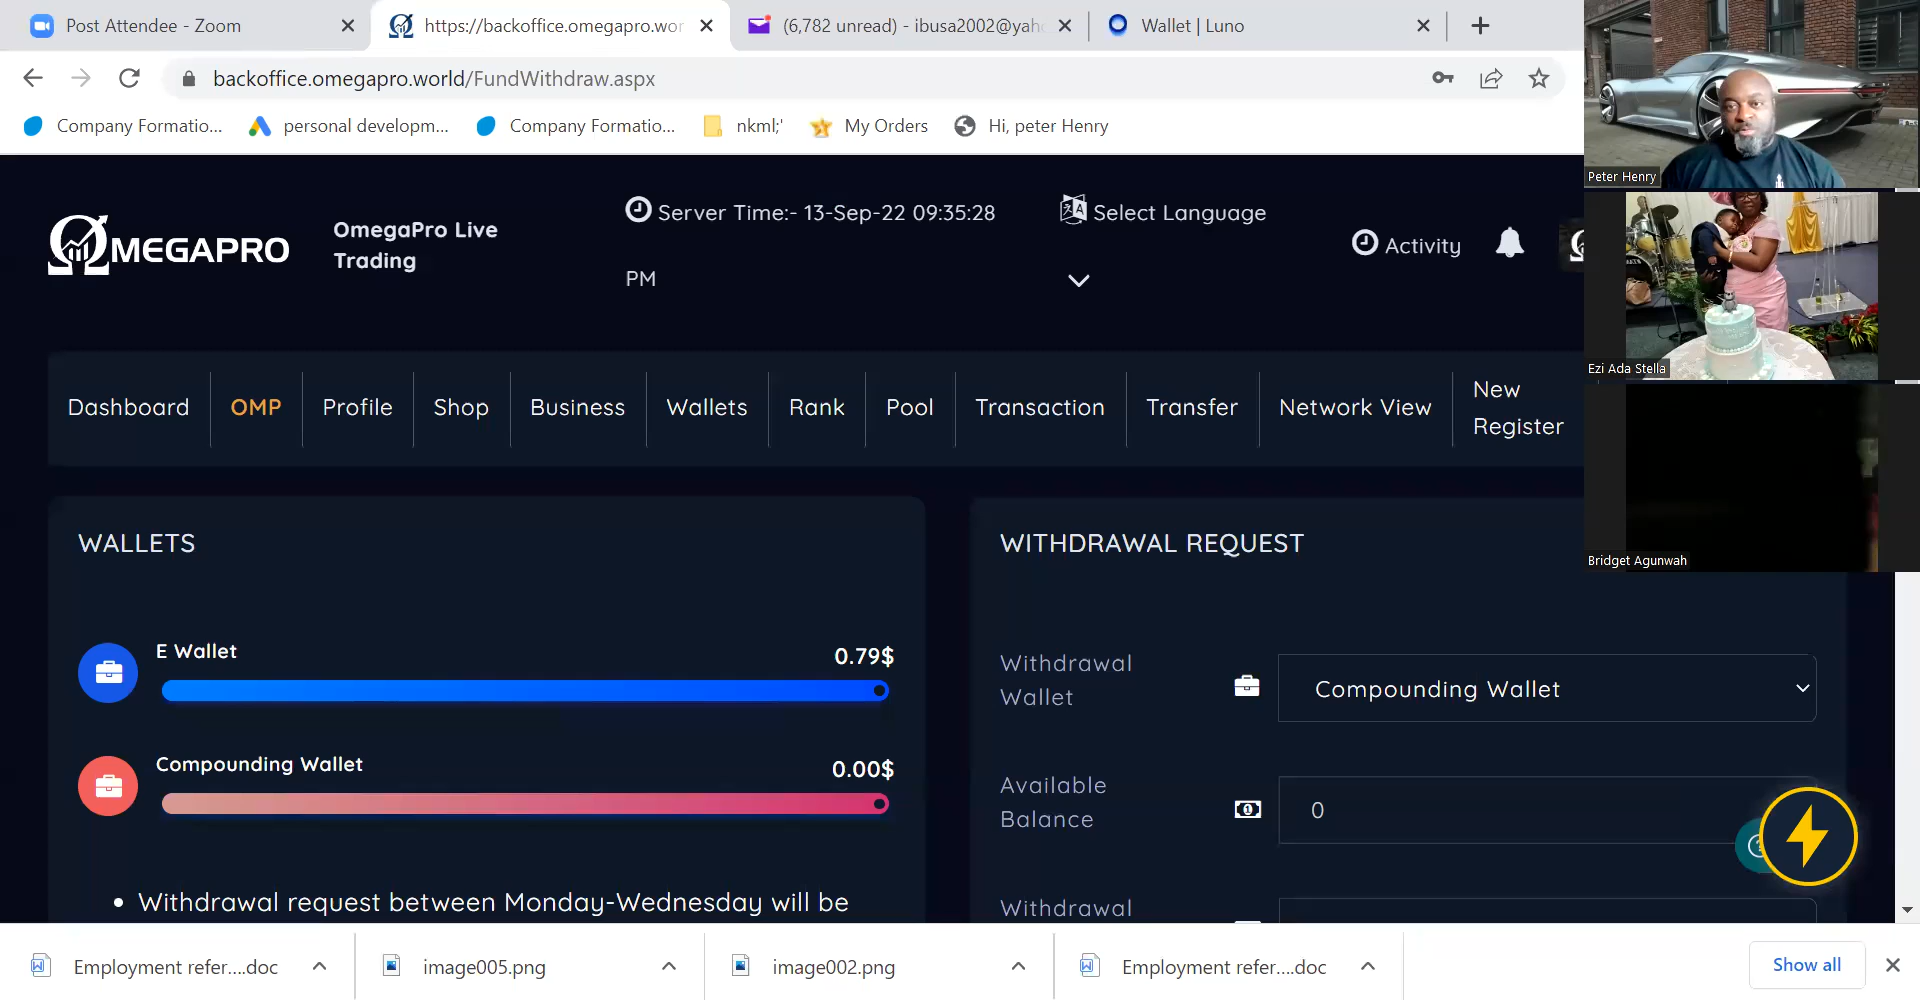 Post Attendee - Zoom
https://backoffice.omegapro.wor
(6,782 unread) - ibusa2002@yah
Wallet | Luno
backoffice.omegapro.world/FundWithdraw.aspx
Company Formatio...
personal developm...
Company Formatio...
nkml;'
My Orders
Hi, peter Henry
Peter Henry
Ezi Ada Stella
Bridget Agunwah
ΩMEGAPRO
OmegaPro Live
Trading
Server Time:- 13-Sep-22 09:35:28
PM
Select Language
Activity
Dashboard
OMP
Profile
Shop
Business
Wallets
Rank
Pool
Transaction
Transfer
Network View
New
Register
WALLETS
E Wallet
0.79$
Compounding Wallet
0.00$
• Withdrawal request between Monday-Wednesday will be
WITHDRAWAL REQUEST
Withdrawal
Wallet
Compounding Wallet
Available
Balance
0
Withdrawal
Employment refer....doc
image005.png
image002.png
Employment refer....doc
Show all